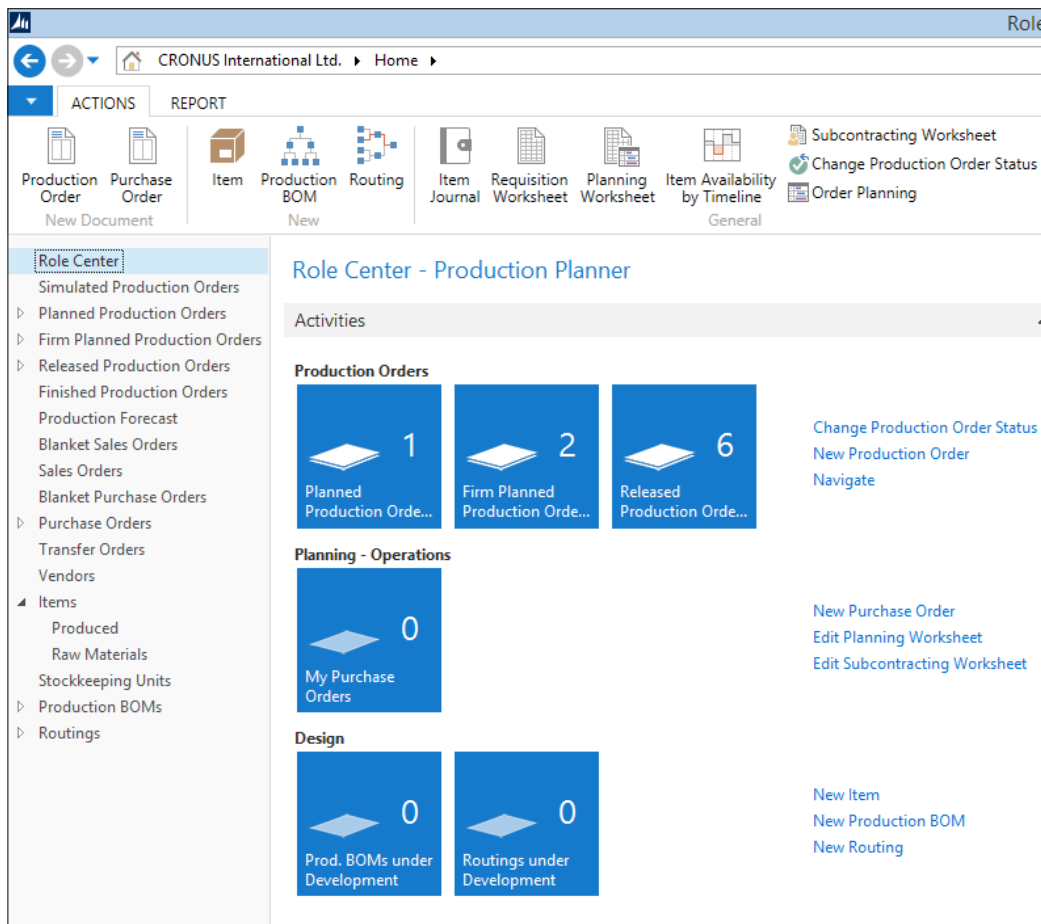 Role
CRONUS International Ltd. Home
ACTIONS REPORT
Production Order
Purchase Order
Item
Production BOM
Routing
Item Journal
Requisition Worksheet
Planning Worksheet
Item Availability by Timeline
Subcontracting Worksheet
Change Production Order Status
Order Planning
New Document
New
General
Role Center
Simulated Production Orders
Planned Production Orders
Firm Planned Production Orders
Released Production Orders
Finished Production Orders
Production Forecast
Blanket Sales Orders
Sales Orders
Blanket Purchase Orders
Purchase Orders
Transfer Orders
Vendors
Items
Produced
Raw Materials
Stockkeeping Units
Production BOMs
Routings
Role Center - Production Planner
Activities
Production Orders
1
Planned
Production Orde...
2
Firm Planned
Production Orde...
6
Released
Production Orde...
Change Production Order Status
New Production Order
Navigate
Planning - Operations
0
My Purchase
Orders
New Purchase Order
Edit Planning Worksheet
Edit Subcontracting Worksheet
Design
0
Prod. BOMs under
Development
0
Routings under
Development
New Item
New Production BOM
New Routing